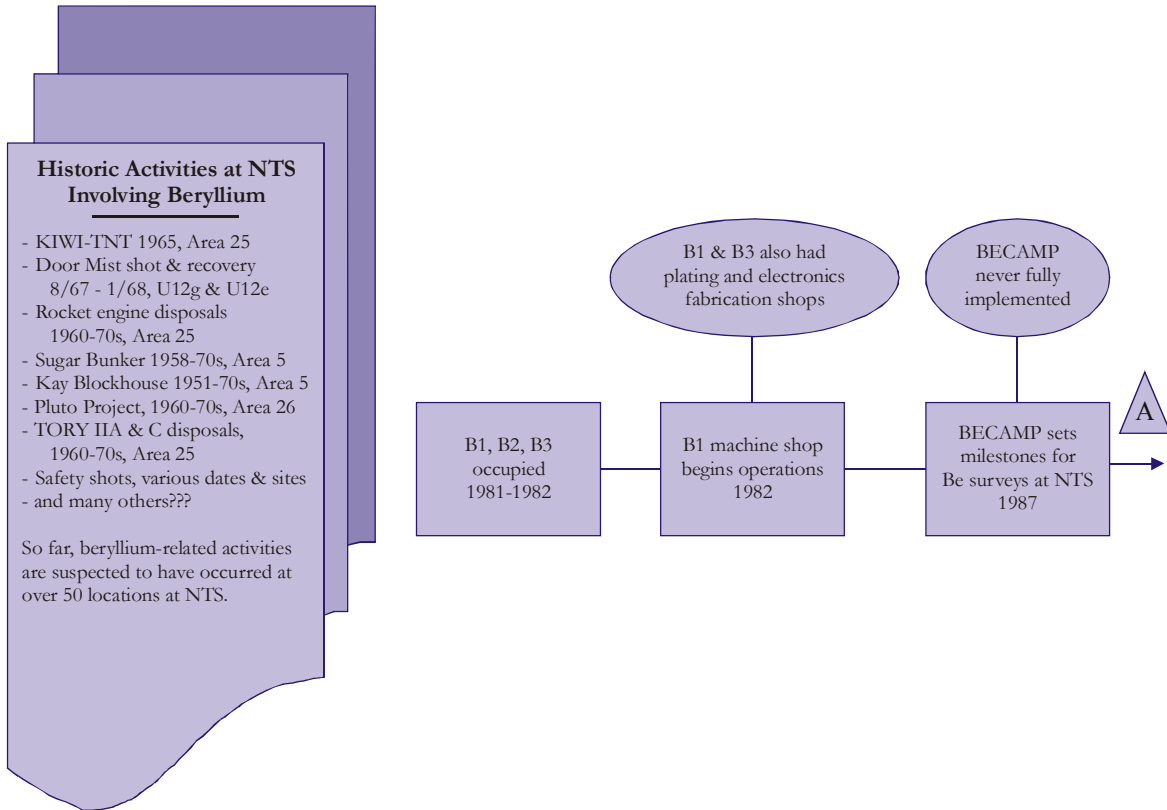 Historic Activities at NTS
Involving Beryllium
- KIWI-TNT 1965, Area 25
- Door Mist shot & recovery
8/67 - 1/68, U12g & U12e
- Rocket engine disposals
1960-70s, Area 25
- Sugar Bunker 1958-70s, Area 5
- Kay Blockhouse 1951-70s, Area 5
- Pluto Project, 1960-70s, Area 26
- TORY IIA & C disposals,
1960-70s, Area 25
- Safety shots, various dates & sites
- and many others???
So far, beryllium-related activities
are suspected to have occurred at
over 50 locations at NTS.
B1, B2, B3
occupied
1981-1982
B1 & B3 also had
plating and electronics
fabrication shops
B1 machine shop
begins operations
1982
BECAMP
never fully
implemented
BECAMP sets
milestones for
Be surveys at NTS
1987
A